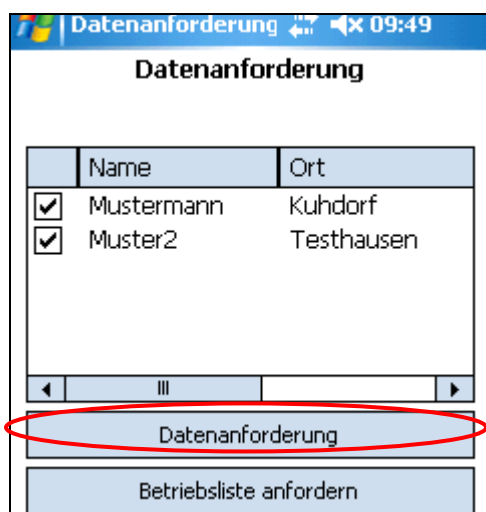 Datenanforderung 09:49
Datenanforderung
Name Ort
Mustermann Kuhdorf
Muster2 Testhausen
Datenanforderung
Betriebsliste anfordern